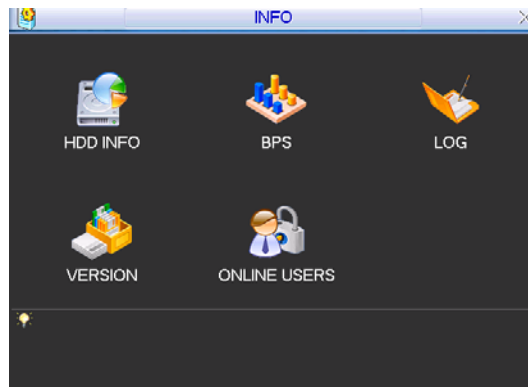 INFO
HDD INFO
BPS
LOG
VERSION
ONLINE USERS